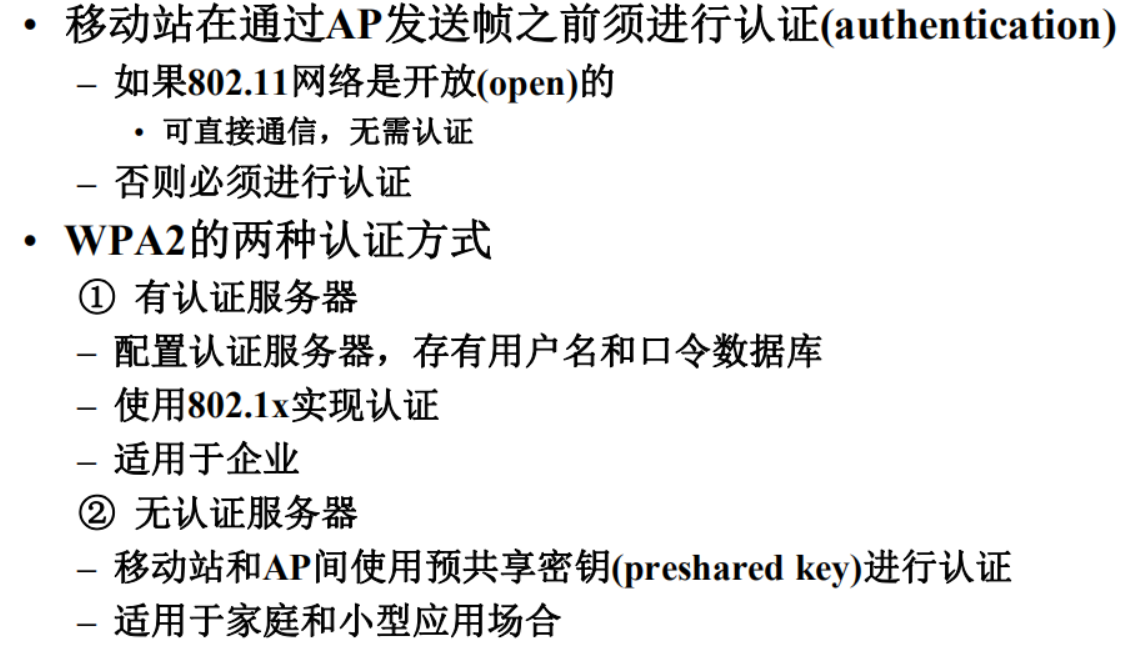 • 移动站在通过AP发送帧之前须进行认证(authentication)
– 如果802.11网络是开放(open)的
• 可直接通信，无需认证
– 否则必须进行认证
• WPA2的两种认证方式
① 有认证服务器
– 配置认证服务器，存有用户名和口令数据库
– 使用802.1x实现认证
– 适用于企业
② 无认证服务器
– 移动站和AP间使用预共享密钥(preshared key)进行认证
– 适用于家庭和小型应用场合